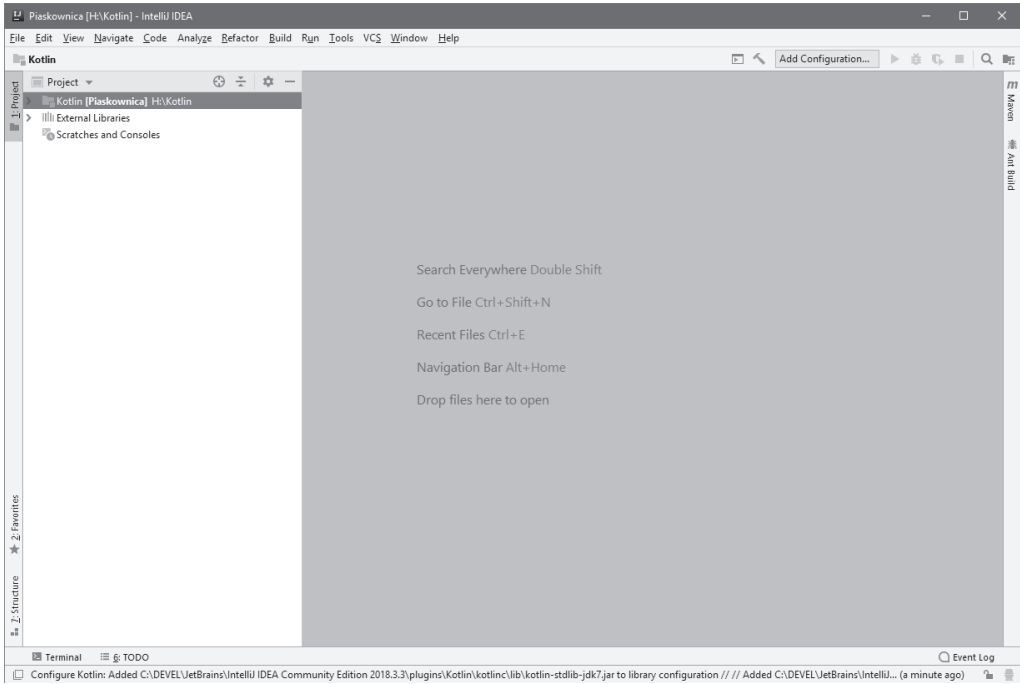 Piaskownica [H:\Kotlin] - IntelliJ IDEA
File Edit View Navigate Code Analyze Refactor Build Run Tools VCS Window Help
Kotlin
Add Configuration...
1: Project
Project
Kotlin [Piaskownica] H:\Kotlin
External Libraries
Scratches and Consoles
Maven
Ant Build
Search Everywhere Double Shift
Go to File Ctrl+Shift+N
Recent Files Ctrl+E
Navigation Bar Alt+Home
Drop files here to open
2: Favorites
7: Structure
Terminal
6: TODO
Event Log
Configure Kotlin: Added C:\DEVEL\JetBrains\IntelliJ IDEA Community Edition 2018.3.3\plugins\Kotlin\kotlinc\lib\kotlin-stdlib-jdk7.jar to library configuration // // Added C:\DEVEL\JetBrains\IntelliJ... (a minute ago)